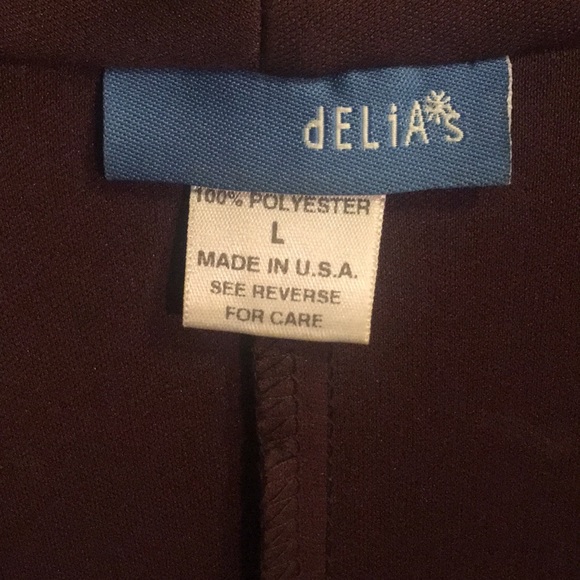 dELiA*s
100% POLYESTER
L
MADE IN U.S.A.
SEE REVERSE
FOR CARE